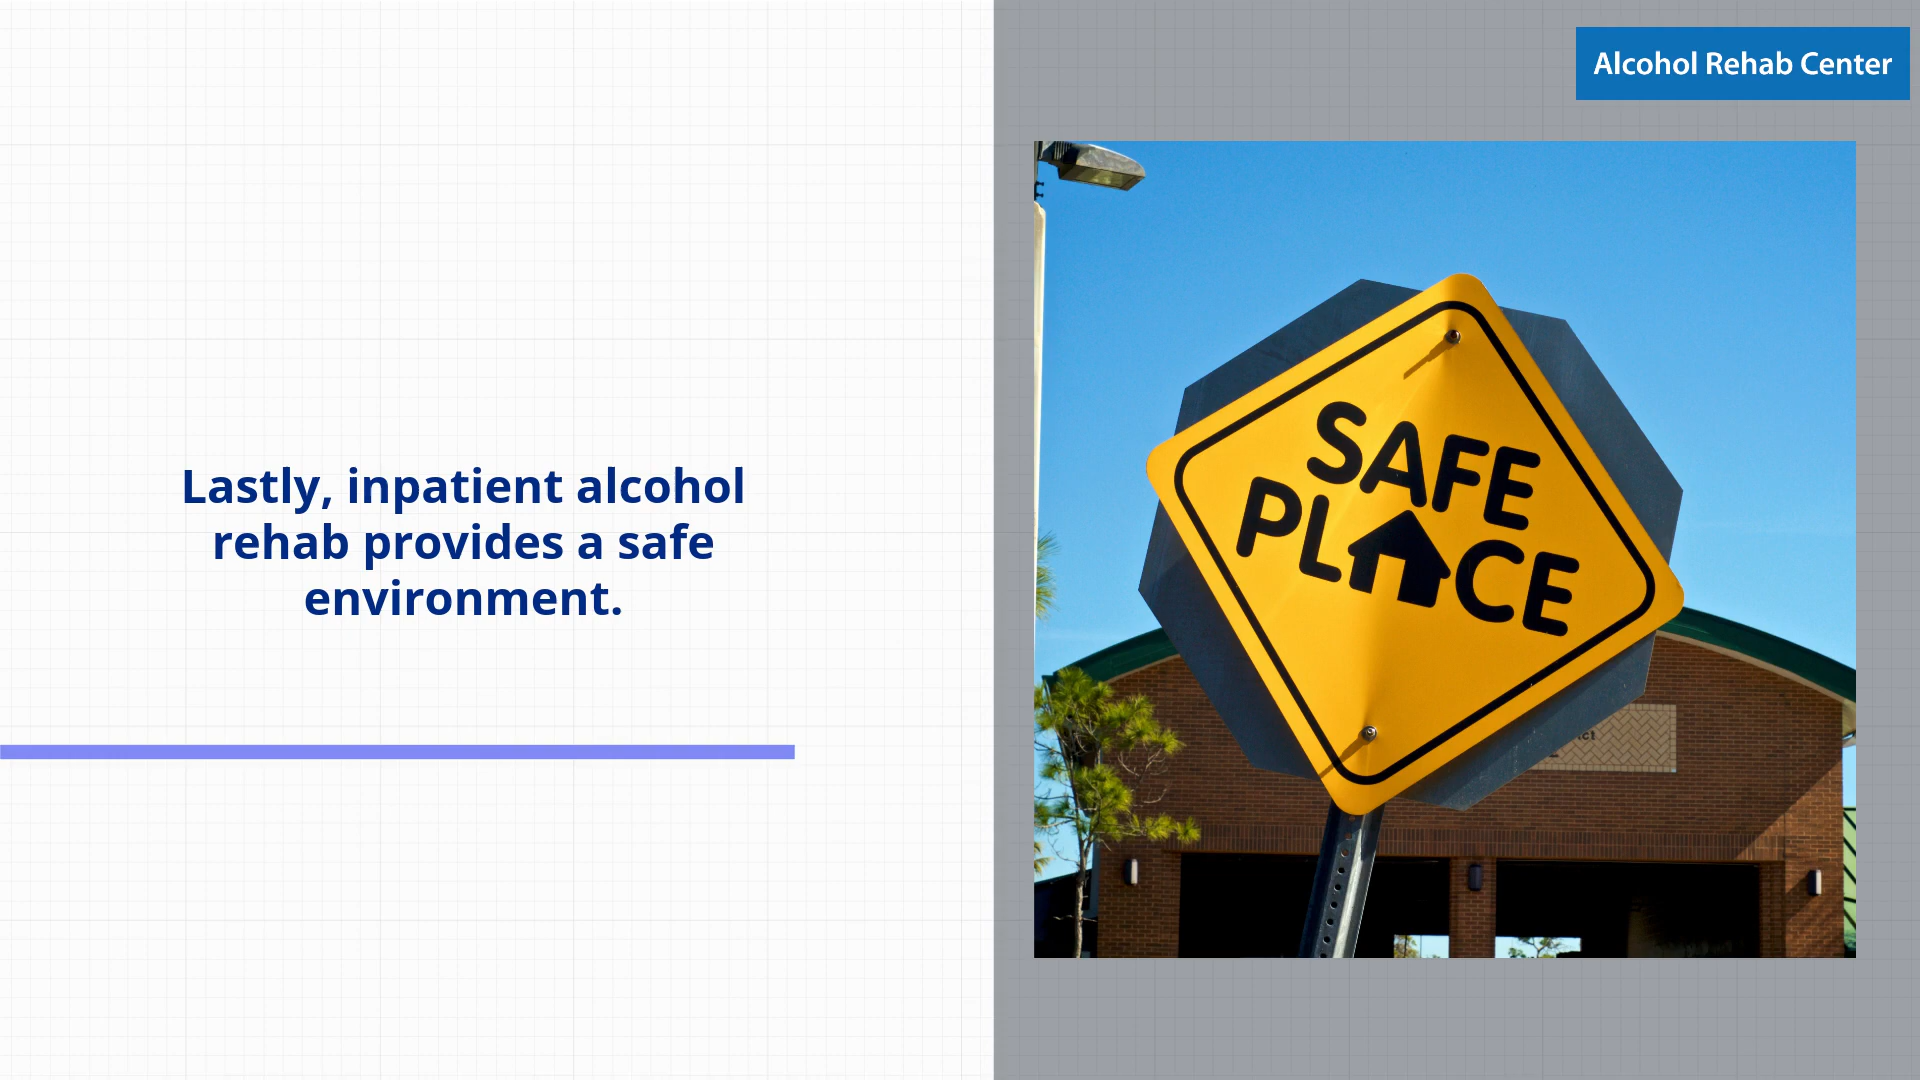 Alcohol Rehab Center
Lastly, inpatient alcohol
rehab provides a safe
environment.
SAFE
PLACE